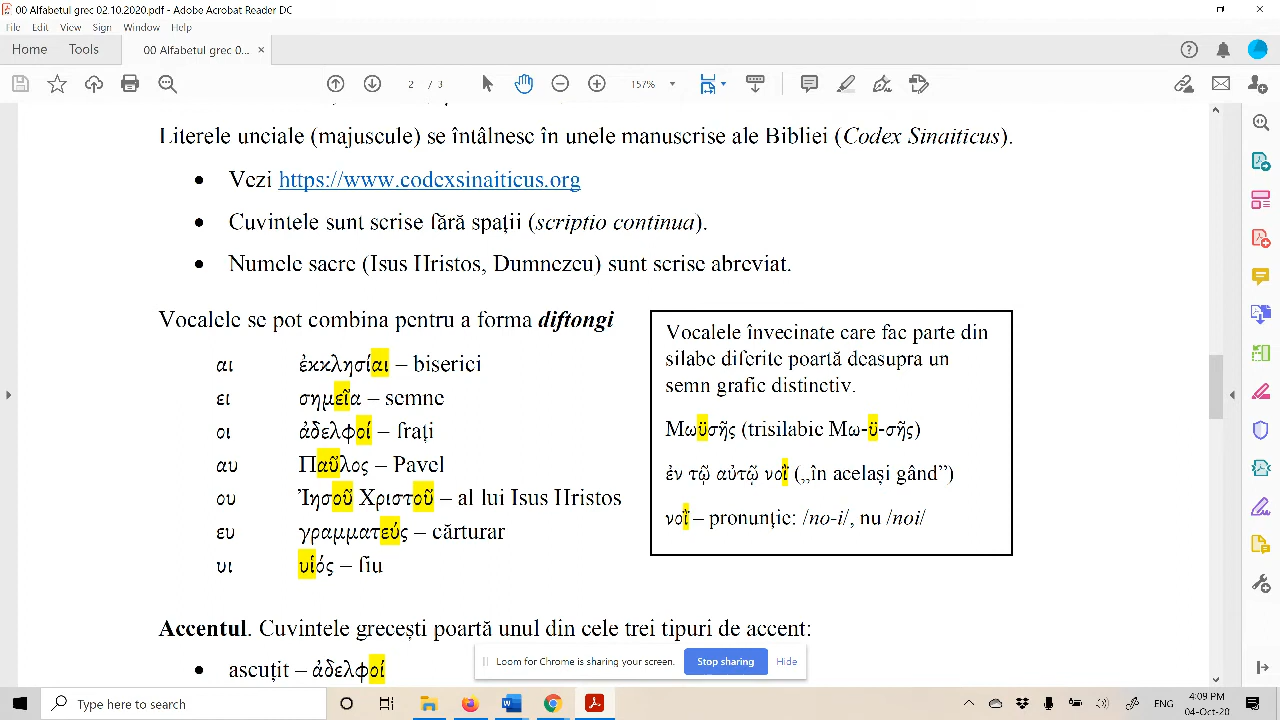 00 Alfabetul grec 02.10.2020.pdf - Adobe Acrobat Reader DC
File Edit View Sign Window Help
Home Tools 00 Alfabetul grec 0... ×
2 / 3 157%
Literele unciale (majuscule) se întâlnesc în unele manuscrise ale Bibliei (Codex Sinaiticus).
• Vezi https://www.codexsinaiticus.org
• Cuvintele sunt scrise fără spații (scriptio continua).
• Numele sacre (Isus Hristos, Dumnezeu) sunt scrise abreviat.
Vocalele se pot combina pentru a forma diftongi
αι ἐκκλησίαι – biserici
ει σημεῖα – semne
οι ἀδελφοί – frați
αυ Παῦλος – Pavel
ου Ἰησοῦ Χριστοῦ – al lui Isus Hristos
ευ γραμματεύς – cărturar
υι υἱός – fiu
Vocalele învecinate care fac parte din
silabe diferite poartă deasupra un
semn grafic distinctiv.
Μωϋσῆς (trisilabic Μω-ϋ-σῆς)
ἐν τῷ αὐτῷ νοῒ („în același gând”)
νοῒ – pronunție: /no-i/, nu /noi/
Accentul. Cuvintele grecești poartă unul din cele trei tipuri de accent:
• ascuțit – ἀδελφοί
Loom for Chrome is sharing your screen. Stop sharing Hide
Type here to search
ENG
4:09 PM
04-Oct-20